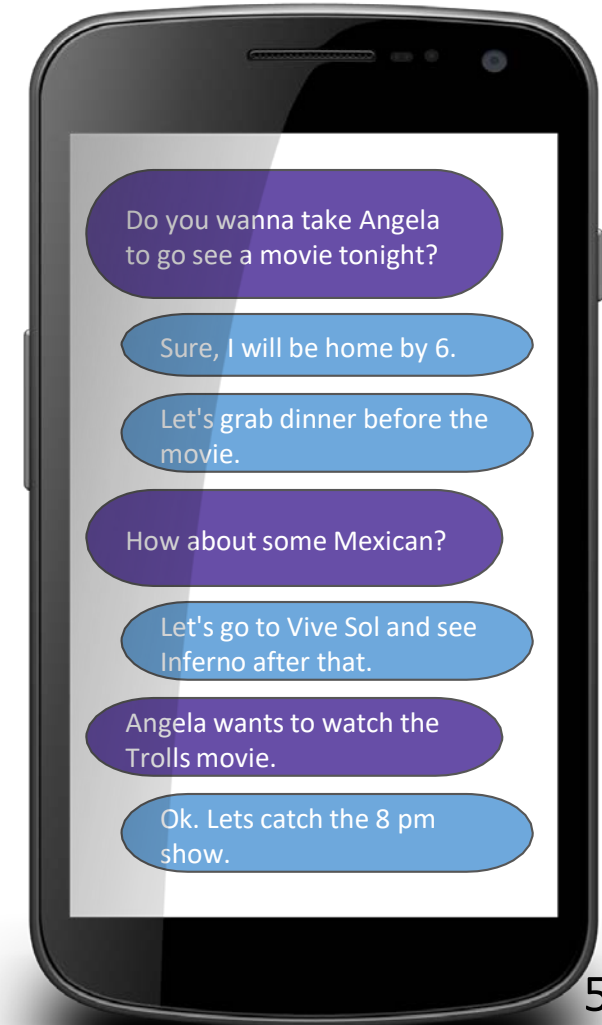 Do you wanna take Angela
to go see a movie tonight?
Sure, I will be home by 6.
Let's grab dinner before the
movie.
How about some Mexican?
Let's go to Vive Sol and see
Inferno after that.
Angela wants to watch the
Trolls movie.
Ok. Lets catch the 8 pm
show.
5